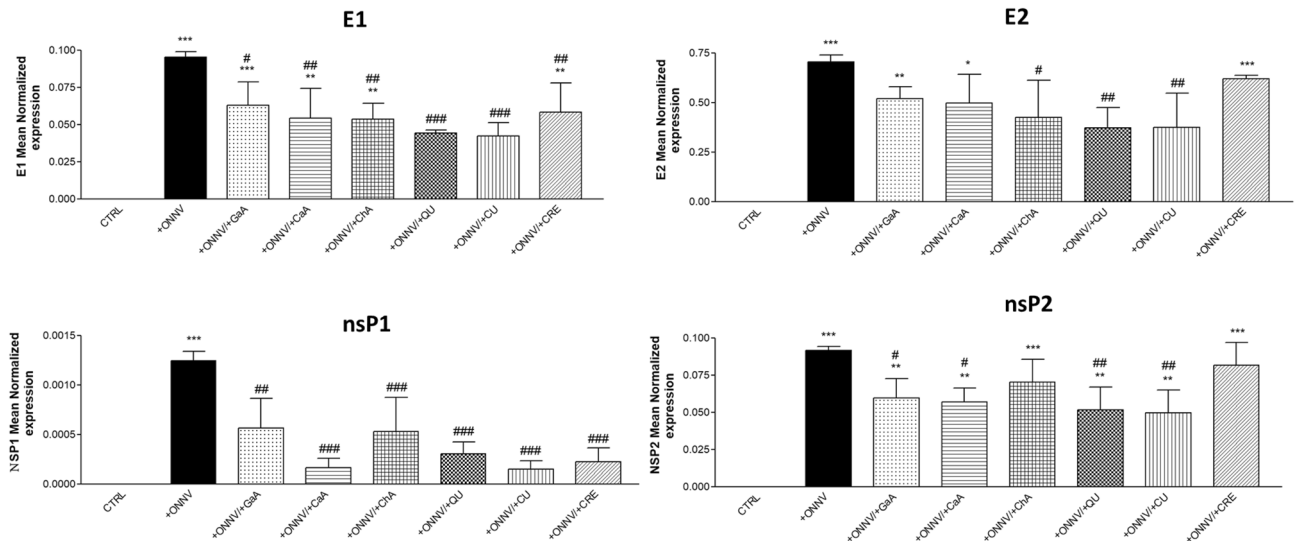 E1
E1 Mean Normalized
expression
0.100
0.075
0.050
0.025
0.000
***
#
***
##
**
##
**
###
###
##
**
CTRL
+ONNV
+ONNV/+GaA
+ONNV/+CaA
+ONNV/+ChA
+ONNV/+QU
+ONNV/+CU
+ONNV/+CRE
E2
E2 Mean Normalized
expression
0.75
0.50
0.25
0.00
***
**
*
#
##
##
***
CTRL
+ONNV
+ONNV/+GaA
+ONNV/+CaA
+ONNV/+ChA
+ONNV/+QU
+ONNV/+CU
+ONNV/+CRE
nsP1
NSP1 Mean Normalized
expression
0.0015
0.0010
0.0005
0.0000
***
##
###
###
###
###
###
CTRL
+ONNV
+ONNV/+GaA
+ONNV/+CaA
+ONNV/+ChA
+ONNV/+QU
+ONNV/+CU
+ONNV/+CRE
nsP2
NSP2 Mean Normalized
expression
0.100
0.075
0.050
0.025
0.000
***
#
**
#
**
***
##
**
##
**
***
CTRL
+ONNV
+ONNV/+GaA
+ONNV/+CaA
+ONNV/+ChA
+ONNV/+QU
+ONNV/+CU
+ONNV/+CRE